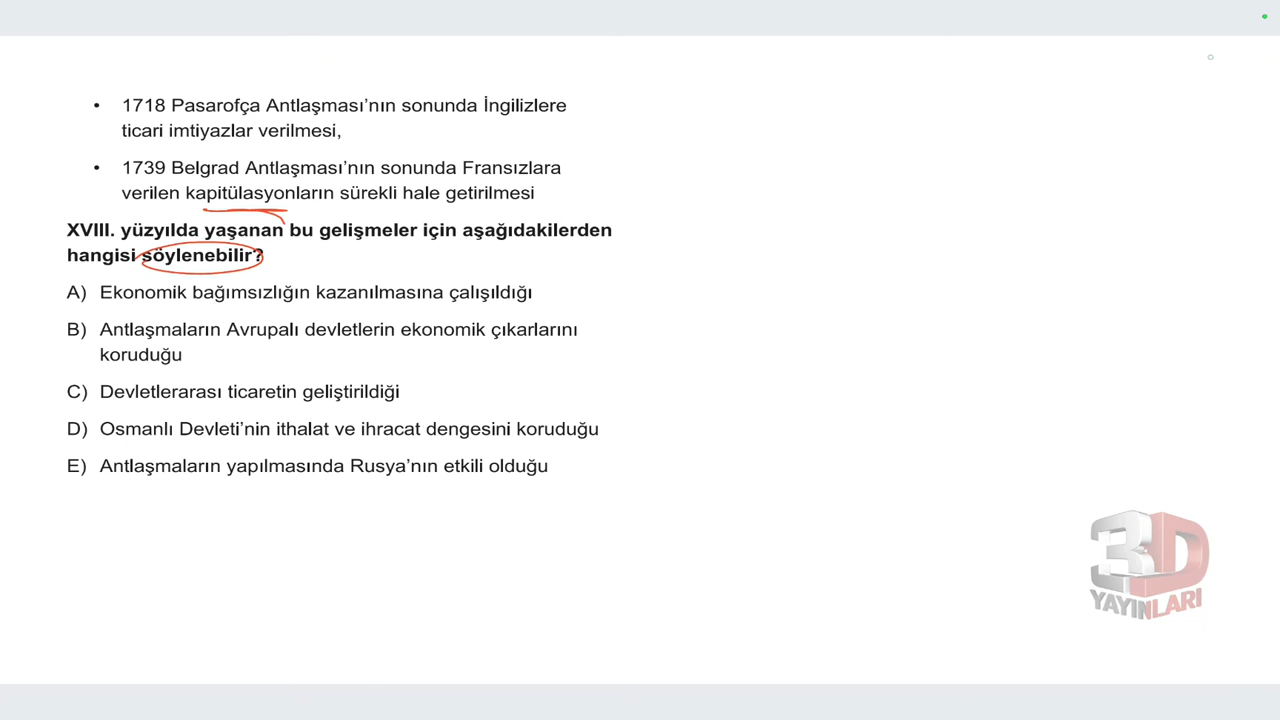 • 1718 Pasarofça Antlaşması’nın sonunda İngilizlere
ticari imtiyazlar verilmesi,
• 1739 Belgrad Antlaşması’nın sonunda Fransızlara
verilen kapitülasyonların sürekli hale getirilmesi
XVIII. yüzyılda yaşanan bu gelişmeler için aşağıdakilerden
hangisi söylenebilir?
A) Ekonomik bağımsızlığın kazanılmasına çalışıldığı
B) Antlaşmaların Avrupalı devletlerin ekonomik çıkarlarını
koruduğu
C) Devletlerarası ticaretin geliştirildiği
D) Osmanlı Devleti’nin ithalat ve ihracat dengesini koruduğu
E) Antlaşmaların yapılmasında Rusya’nın etkili olduğu
3D
YAYINLARI